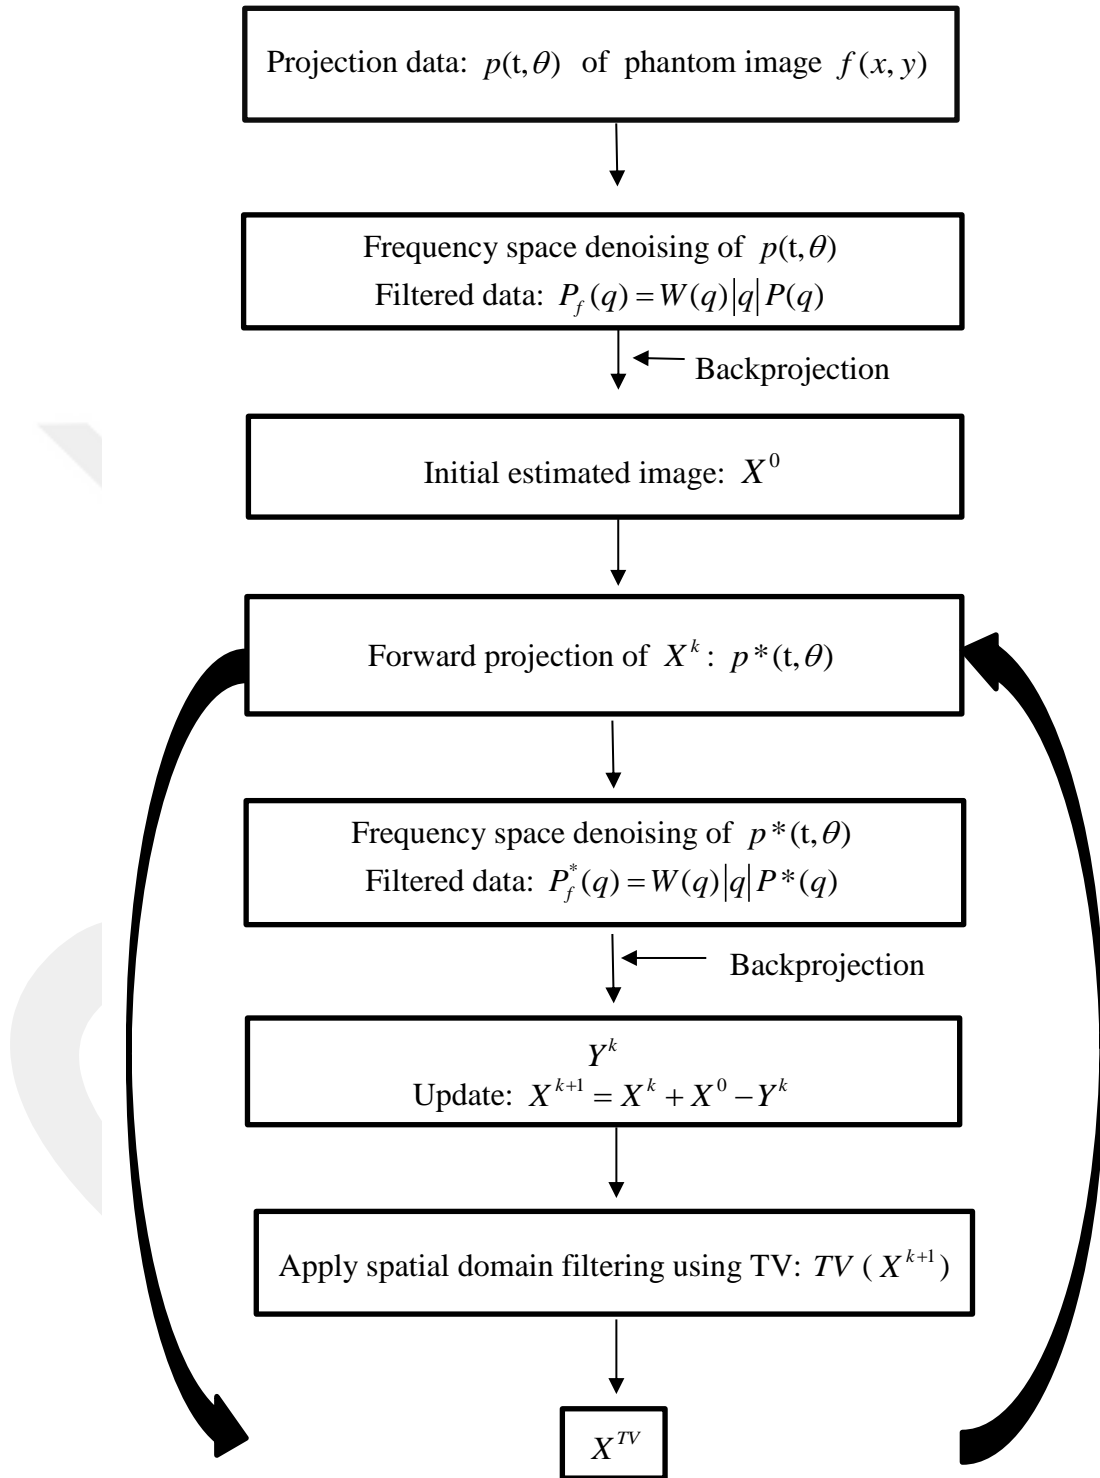 Projection data: p(t, θ) of phantom image f(x, y)
Frequency space denoising of p(t, θ)
Filtered data: P_f(q) = W(q)|q|P(q)
Backprojection
Initial estimated image: X^0
Forward projection of X^k: p*(t, θ)
Frequency space denoising of p*(t, θ)
Filtered data: P_f^*(q) = W(q)|q|P*(q)
Backprojection
Y^k
Update: X^{k+1} = X^k + X^0 − Y^k
Apply spatial domain filtering using TV: TV(X^{k+1})
X^{TV}